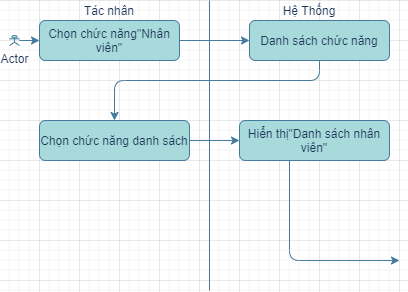 Tác nhân
Hệ Thống
Chọn chức năng"Nhân
viên"
Danh sách chức năng
Actor
Chọn chức năng danh sách
Hiển thị"Danh sách nhân
viên"